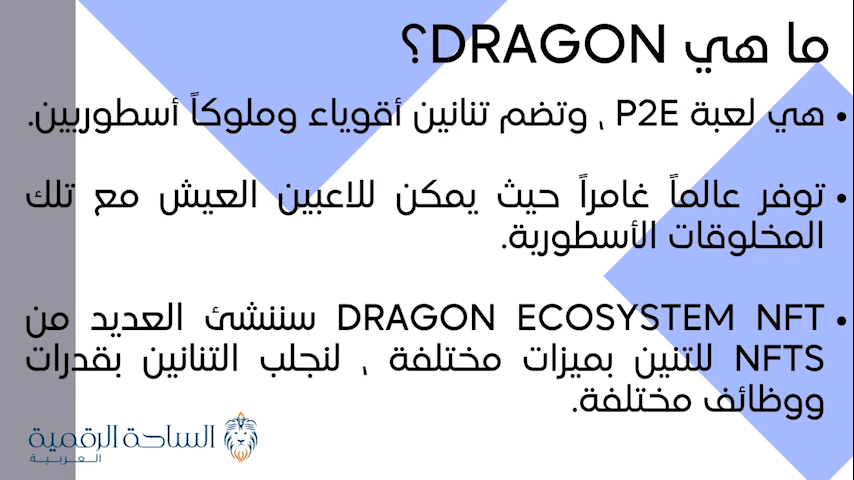 ما هي DRAGON؟
• هي لعبة P2E , وتضم تنانين أقوياء وملوكاً أسطوريين.
• توفر عالماً غامراً حيث يمكن للاعبين العيش مع تلك
المخلوقات الأسطورية.
• DRAGON ECOSYSTEM NFT سننشئ العديد من
NFTS للتنين بميزات مختلفة , لنجلب التنانين بقدرات
ووظائف مختلفة.
الساحة الرقمية
العربية